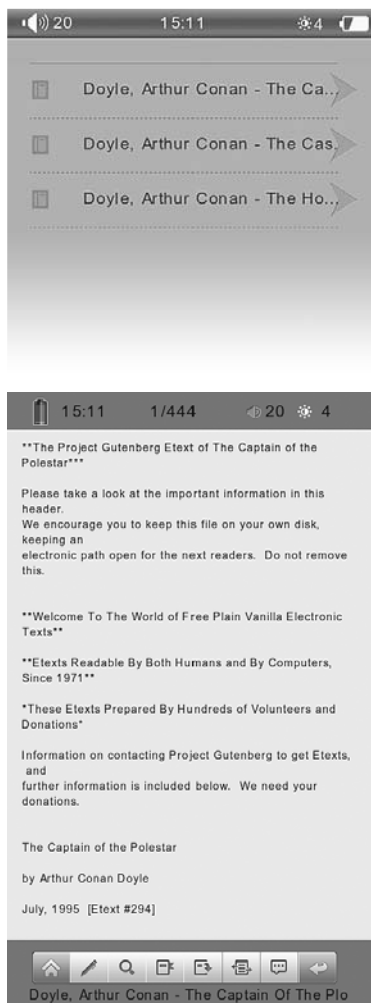 20 15:11 4
Doyle, Arthur Conan - The Ca...
Doyle, Arthur Conan - The Cas.
Doyle, Arthur Conan - The Ho...
15:11 1/444 20 4
**The Project Gutenberg Etext of The Captain of the
Polestar***
Please take a look at the important information in this
header.
We encourage you to keep this file on your own disk,
keeping an
electronic path open for the next readers. Do not remove
this.
**Welcome To The World of Free Plain Vanilla Electronic
Texts**
**Etexts Readable By Both Humans and By Computers,
Since 1971**
*These Etexts Prepared By Hundreds of Volunteers and
Donations*
Information on contacting Project Gutenberg to get Etexts,
and
further information is included below. We need your
donations.
The Captain of the Polestar
by Arthur Conan Doyle
July, 1995 [Etext #294]
Doyle, Arthur Conan - The Captain Of The Plo